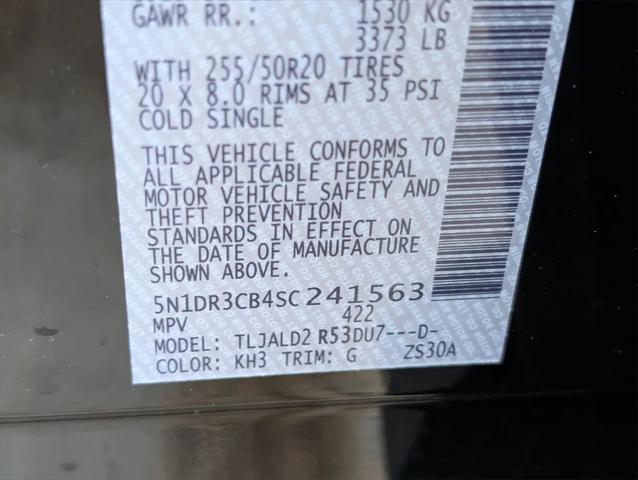 GAWR RR.: 1530 KG
3373 LB
WITH 255/50R20 TIRES
20 X 8.0 RIMS AT 35 PSI
COLD SINGLE
THIS VEHICLE CONFORMS TO
ALL APPLICABLE FEDERAL
MOTOR VEHICLE SAFETY AND
THEFT PREVENTION
STANDARDS IN EFFECT ON
THE DATE OF MANUFACTURE
SHOWN ABOVE.
5N1DR3CB4SC241563
MPV 422
MODEL: TLJALD2 R53DU7---D-
COLOR: KH3 TRIM: G ZS30A